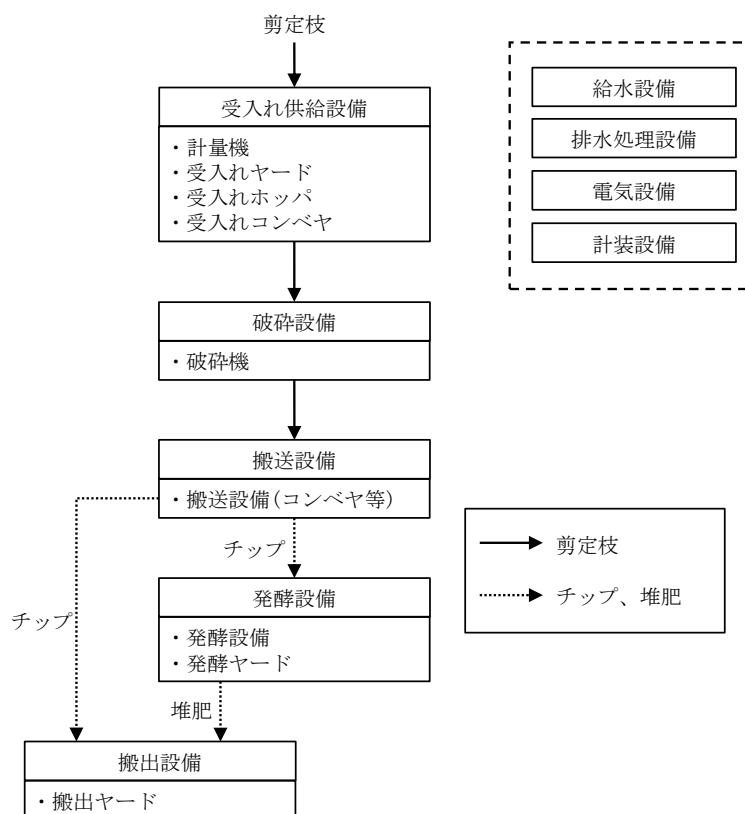 剪定枝
受入れ供給設備
・計量機
・受入れヤード
・受入れホッパ
・受入れコンベヤ
給水設備
排水処理設備
電気設備
計装設備
破砕設備
・破砕機
搬送設備
・搬送設備(コンベヤ等)
チップ
チップ
発酵設備
・発酵設備
・発酵ヤード
堆肥
搬出設備
・搬出ヤード
剪定枝
チップ、堆肥